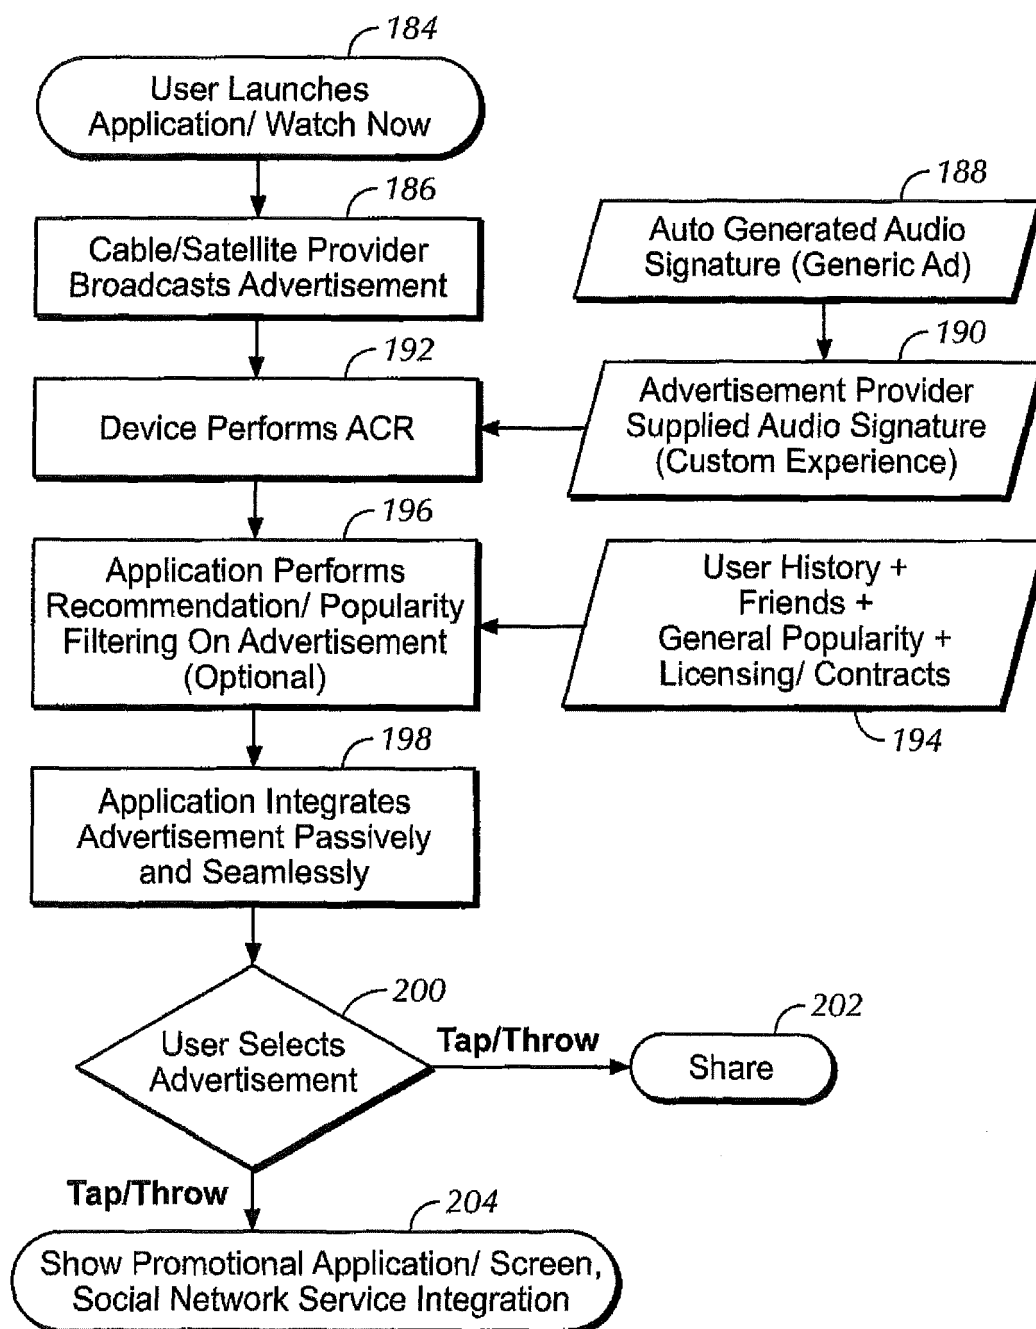 184
User Launches
Application/ Watch Now
186
Cable/Satellite Provider
Broadcasts Advertisement
188
Auto Generated Audio
Signature (Generic Ad)
192
Device Performs ACR
190
Advertisement Provider
Supplied Audio Signature
(Custom Experience)
196
Application Performs
Recommendation/ Popularity
Filtering On Advertisement
(Optional)
User History +
Friends +
General Popularity +
Licensing/ Contracts
194
198
Application Integrates
Advertisement Passively
and Seamlessly
200
User Selects
Advertisement
Tap/Throw
202
Share
Tap/Throw
204
Show Promotional Application/ Screen,
Social Network Service Integration